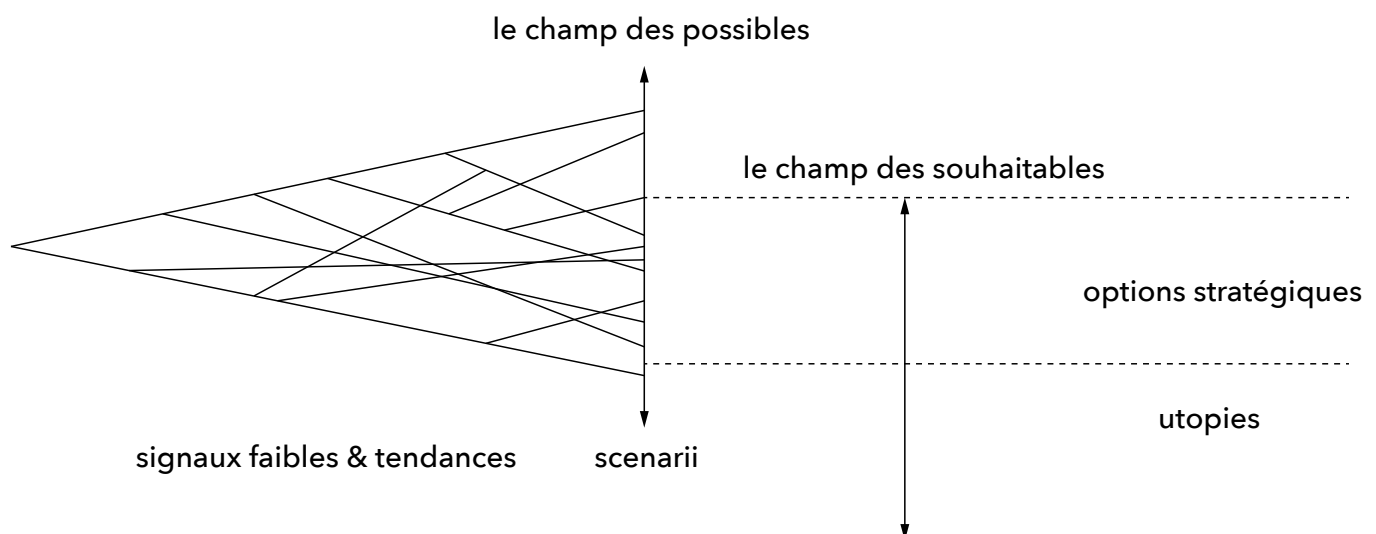 le champ des possibles
le champ des souhaitables
options stratégiques
utopies
signaux faibles & tendances
scenarii